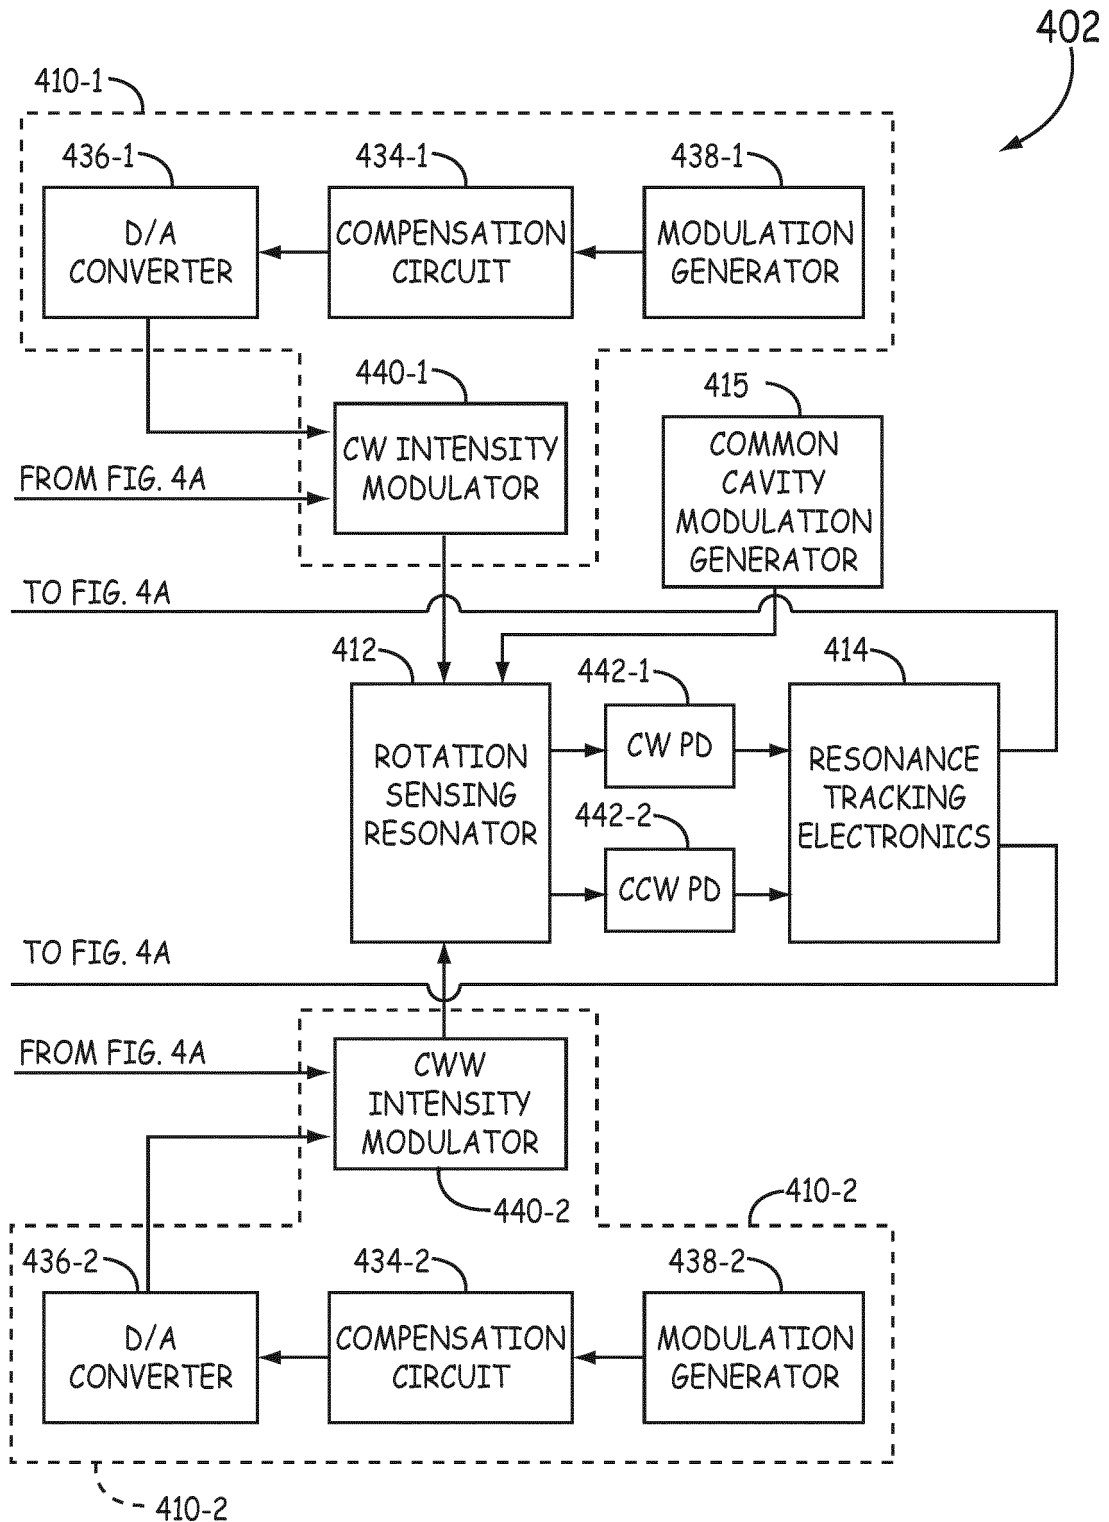 402
410-1
436-1
434-1
438-1
D/A
CONVERTER
COMPENSATION
CIRCUIT
MODULATION
GENERATOR
440-1
CW INTENSITY
MODULATOR
FROM FIG. 4A
415
COMMON
CAVITY
MODULATION
GENERATOR
TO FIG. 4A
412
442-1
414
ROTATION
SENSING
RESONATOR
CW PD
RESONANCE
TRACKING
ELECTRONICS
442-2
CCW PD
TO FIG. 4A
FROM FIG. 4A
CWW
INTENSITY
MODULATOR
440-2
410-2
436-2
434-2
438-2
D/A
CONVERTER
COMPENSATION
CIRCUIT
MODULATION
GENERATOR
410-2